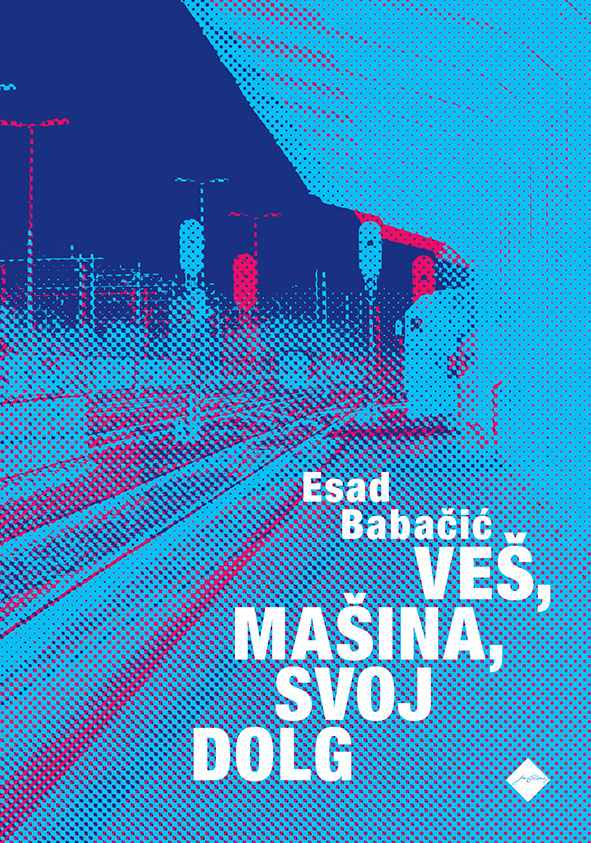 Esad
Babačić
VEŠ,
MAŠINA,
SVOJ
DOLG